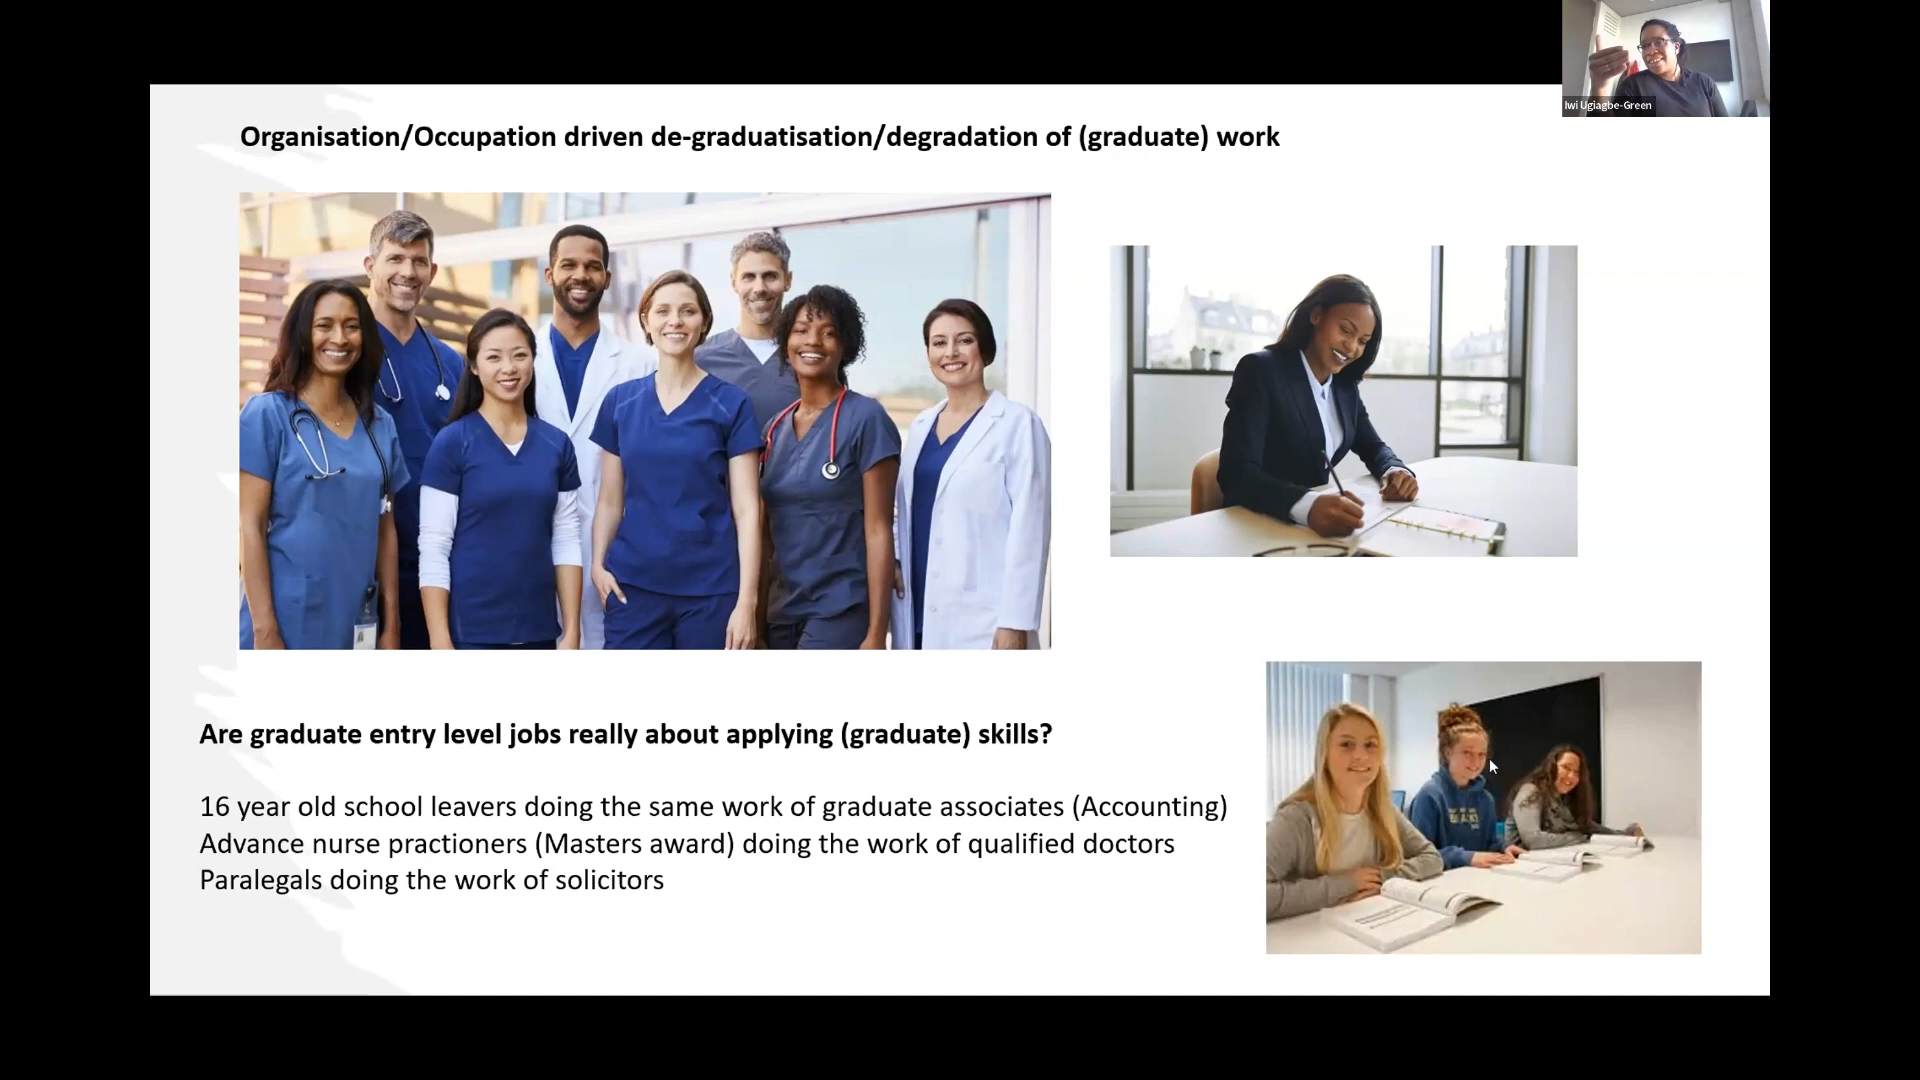 Iwi Ugiagbe-Green
Organisation/Occupation driven de-graduatisation/degradation of (graduate) work
Are graduate entry level jobs really about applying (graduate) skills?
16 year old school leavers doing the same work of graduate associates (Accounting)
Advance nurse practioners (Masters award) doing the work of qualified doctors
Paralegals doing the work of solicitors